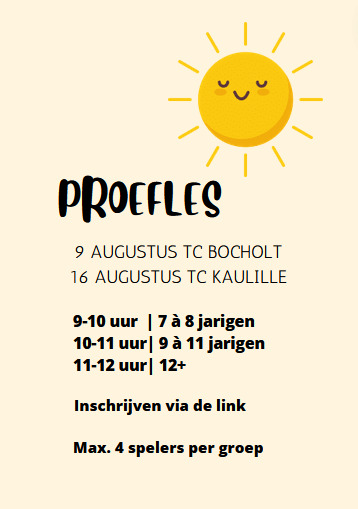 PROEFLES
9 AUGUSTUS TC BOCHOLT
16 AUGUSTUS TC KAULILLE
9-10 uur | 7 à 8 jarigen
10-11 uur| 9 à 11 jarigen
11-12 uur| 12+
Inschrijven via de link
Max. 4 spelers per groep